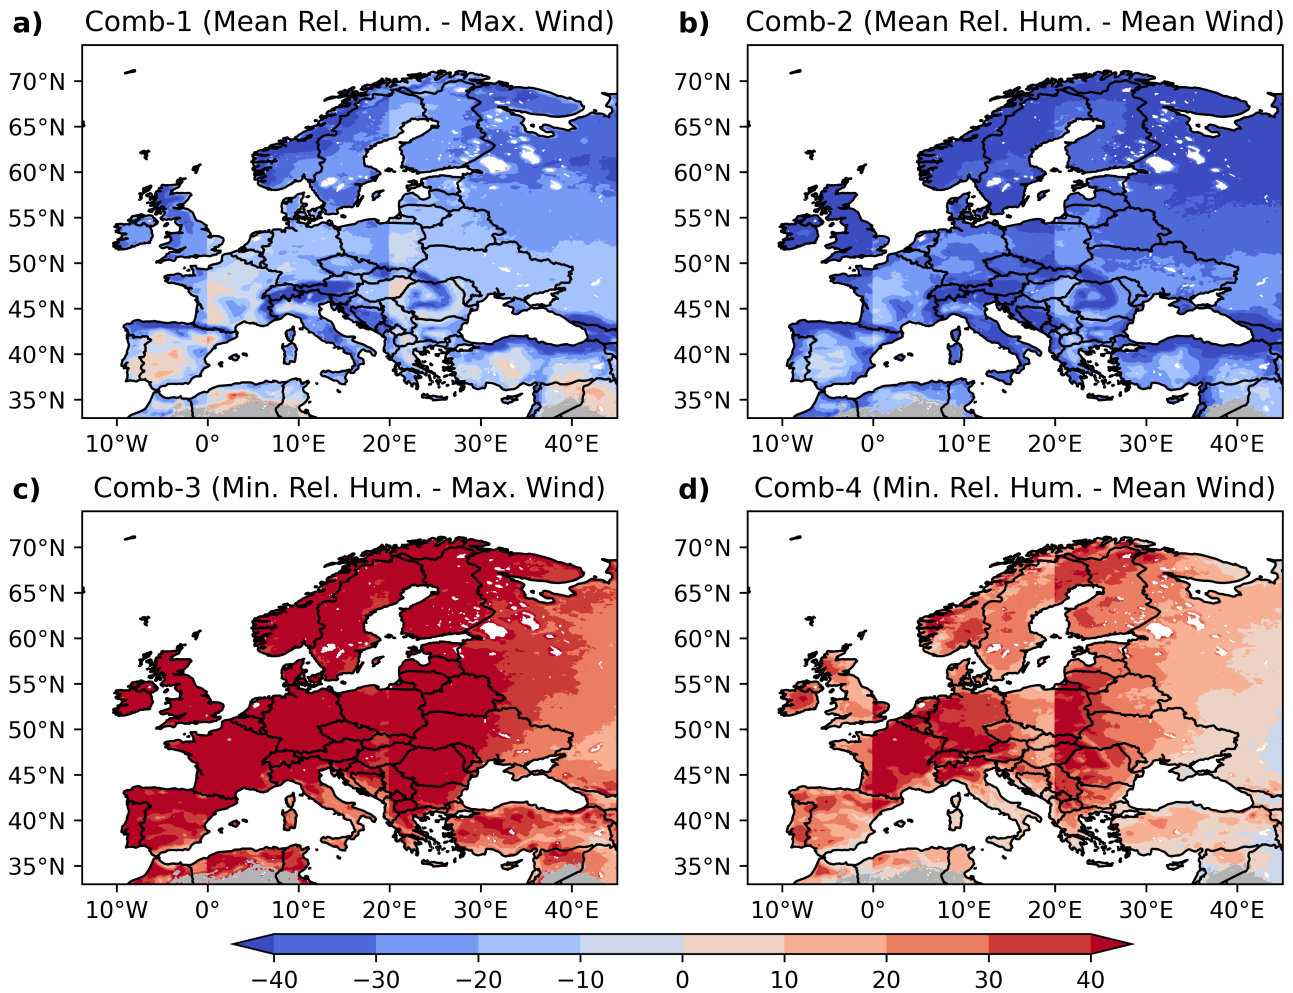 a) Comb-1 (Mean Rel. Hum. - Max. Wind)
b) Comb-2 (Mean Rel. Hum. - Mean Wind)
70°N
65°N
60°N
55°N
50°N
45°N
40°N
35°N
10°W 0° 10°E 20°E 30°E 40°E
70°N
65°N
60°N
55°N
50°N
45°N
40°N
35°N
10°W 0° 10°E 20°E 30°E 40°E
c) Comb-3 (Min. Rel. Hum. - Max. Wind)
d) Comb-4 (Min. Rel. Hum. - Mean Wind)
70°N
65°N
60°N
55°N
50°N
45°N
40°N
35°N
10°W 0° 10°E 20°E 30°E 40°E
70°N
65°N
60°N
55°N
50°N
45°N
40°N
35°N
10°W 0° 10°E 20°E 30°E 40°E
−40 −30 −20 −10 0 10 20 30 40